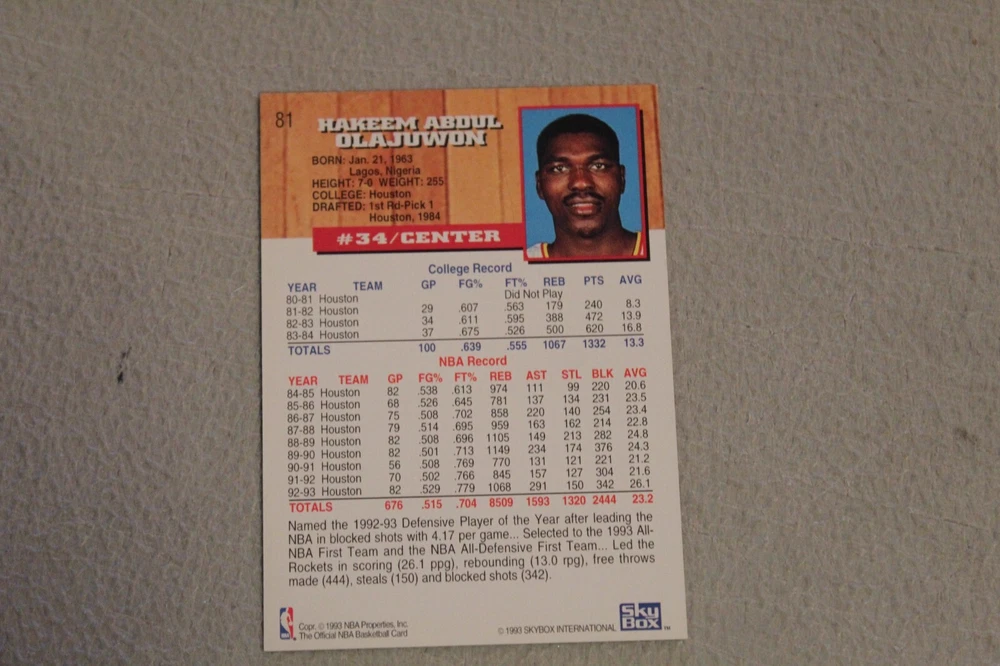 81
HAKEEM ABDUL
OLAJUWON
BORN: Jan. 21, 1963
Lagos, Nigeria
HEIGHT: 7-0 WEIGHT: 255
COLLEGE: Houston
DRAFTED: 1st Rd-Pick 1
Houston, 1984
#34/CENTER
College Record
YEAR TEAM GP FG% FT% REB PTS AVG
80-81 Houston Did Not Play
81-82 Houston 29 .607 .563 179 240 8.3
82-83 Houston 34 .611 .595 388 472 13.9
83-84 Houston 37 .675 .526 500 620 16.8
TOTALS 100 .639 .555 1067 1332 13.3
NBA Record
YEAR TEAM GP FG% FT% REB AST STL BLK AVG
84-85 Houston 82 .538 .613 974 111 99 220 20.6
85-86 Houston 68 .526 .645 781 137 134 231 23.5
86-87 Houston 75 .508 .702 858 220 140 254 23.4
87-88 Houston 79 .514 .695 959 163 162 214 22.8
88-89 Houston 82 .508 .696 1105 149 213 282 24.8
89-90 Houston 82 .501 .713 1149 234 174 376 24.3
90-91 Houston 56 .508 .769 770 131 121 221 21.2
91-92 Houston 70 .502 .766 845 157 127 304 21.6
92-93 Houston 82 .529 .779 1068 291 150 342 26.1
TOTALS 676 .515 .704 8509 1593 1320 2444 23.2
Named the 1992-93 Defensive Player of the Year after leading the
NBA in blocked shots with 4.17 per game... Selected to the 1993 All-
NBA First Team and the NBA All-Defensive First Team... Led the
Rockets in scoring (26.1 ppg), rebounding (13.0 rpg), free throws
made (444), steals (150) and blocked shots (342).
Copr. © 1993 NBA Properties, Inc.
The Official NBA Basketball Card
© 1993 SKYBOX INTERNATIONAL
Sky
Box™